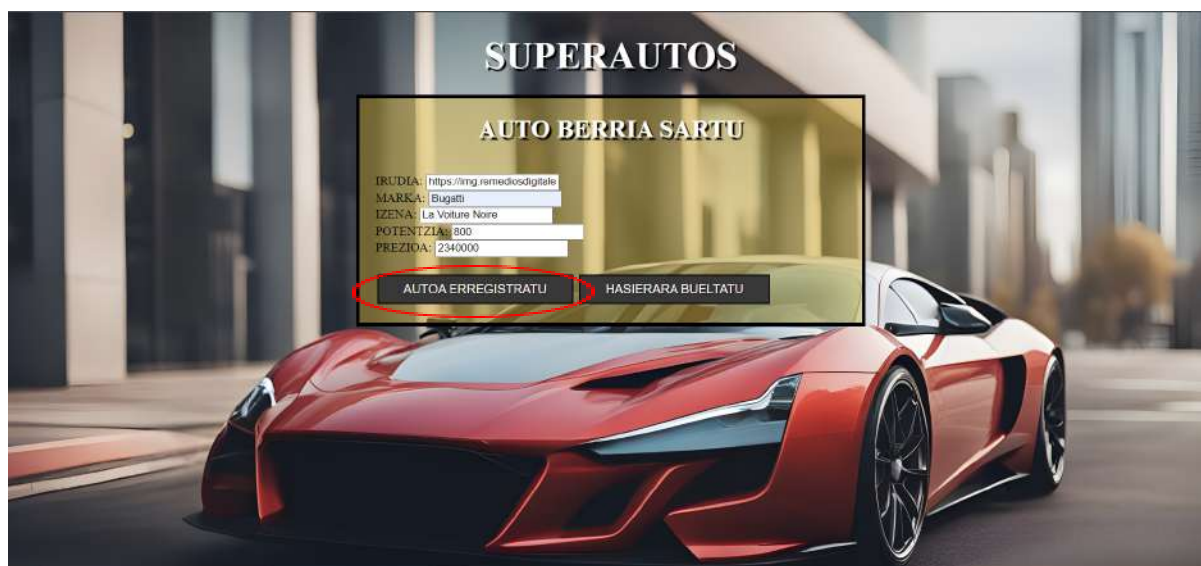 SUPERAUTOS
AUTO BERRIA SARTU
IRUDIA: https://img.remediosdigitale
MARKA: Bugatti
IZENA: La Voiture Noire
POTENTZIA: 800
PREZIOA: 2340000
AUTOA ERREGISTRATU HASIERARA BUELTATU